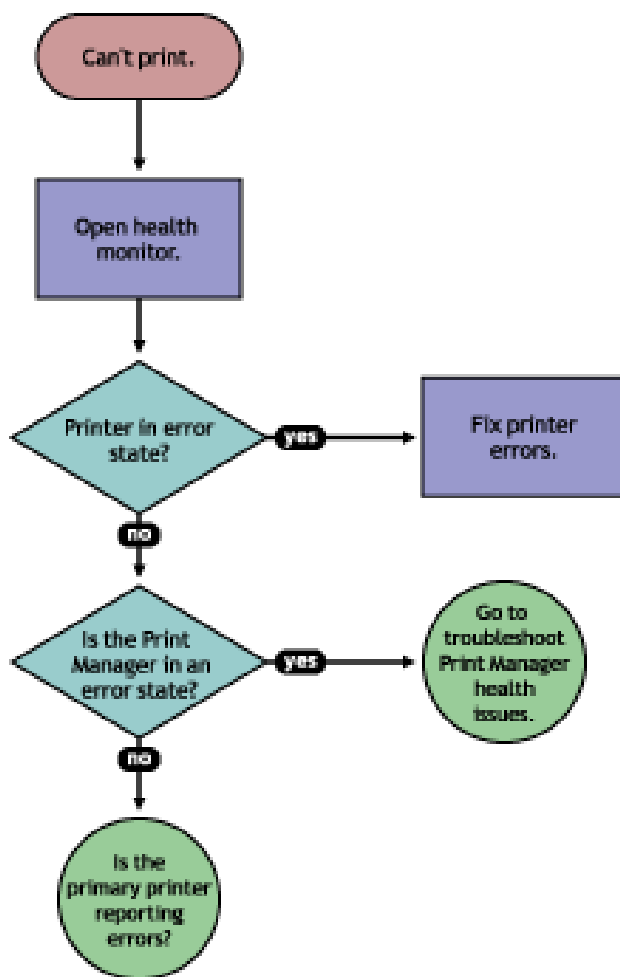 Can't print.
Open health
monitor.
Printer in error
state?
yes
Fix printer
errors.
no
Is the Print
Manager in an
error state?
yes
Go to
troubleshoot
Print Manager
health
issues.
no
Is the
primary printer
reporting
errors?